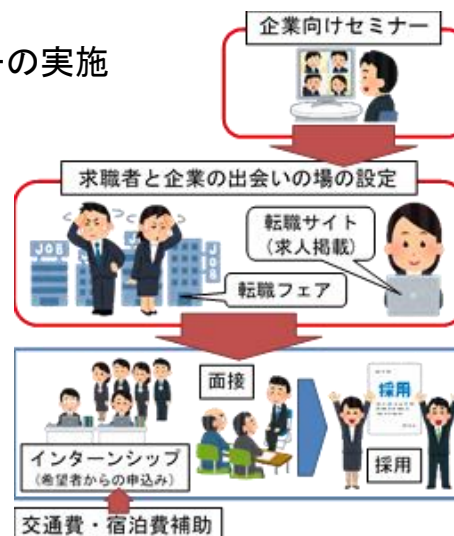 企業向けセミナー
の実施
求職者と企業の出会いの場の設定
転職サイト
(求人掲載)
JOB
JOB
転職フェア
面接
採用
インターンシップ
(希望者からの申込み)
採用
交通費・宿泊費補助